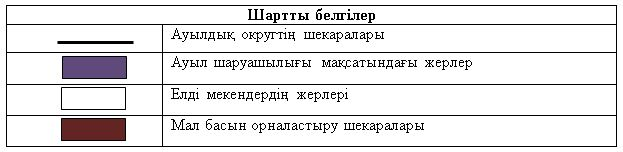 Шартты белгілер
Ауылдық округтің шекаралары
Ауыл шаруашылығы мақсатындағы жерлер
Елді мекендердің жерлері
Мал басын орналастыру шекаралары